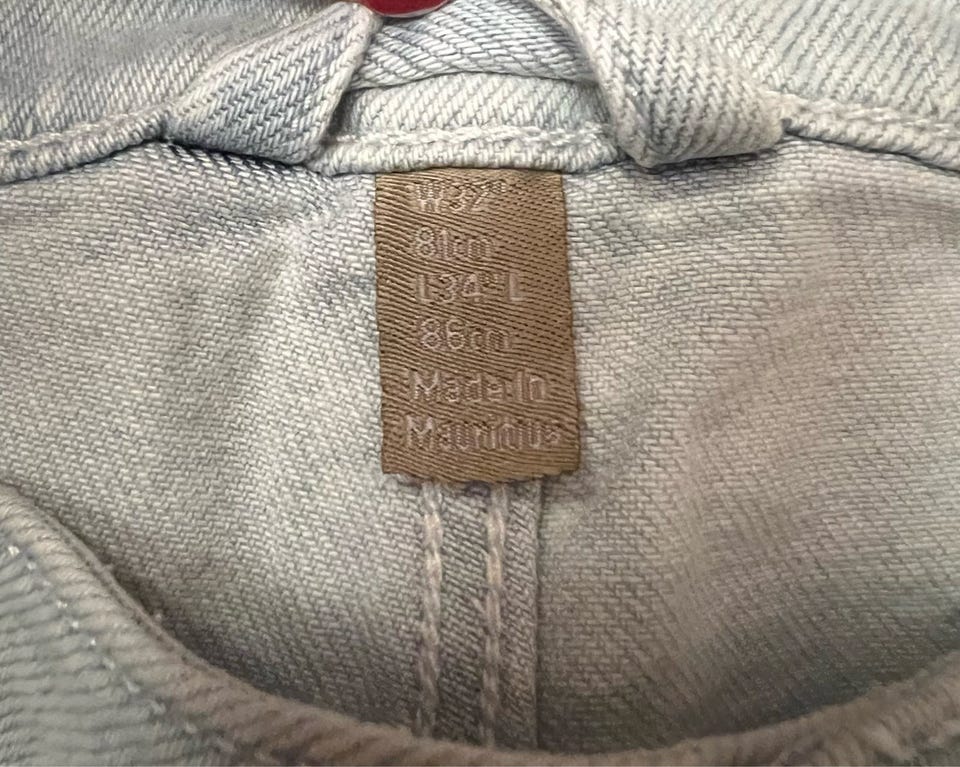 W32"
81cm
L34"L
86cm
Made In
Mauritius